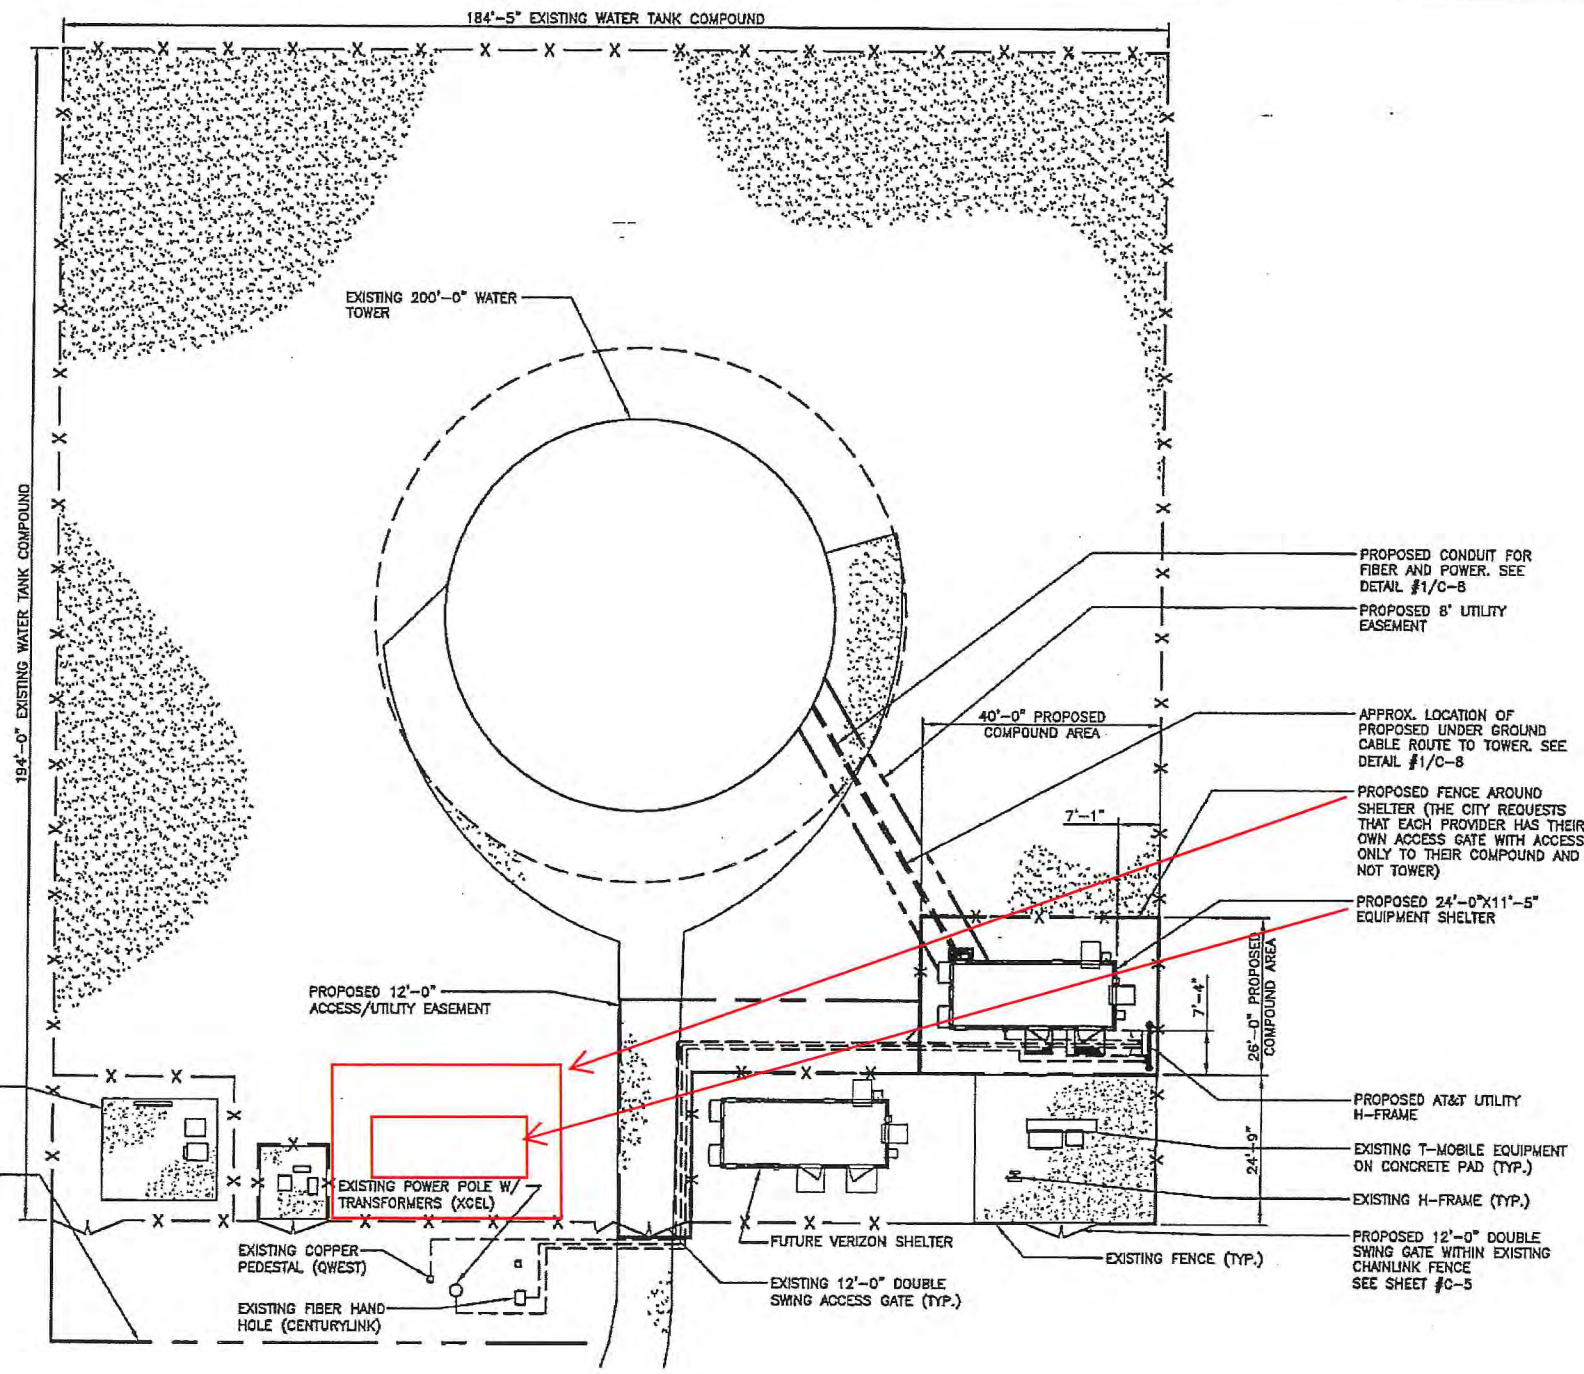 184'-5" EXISTING WATER TANK COMPOUND
194'-0" EXISTING WATER TANK COMPOUND
EXISTING 200'-0" WATER
TOWER
PROPOSED CONDUIT FOR
FIBER AND POWER. SEE
DETAIL #1/C-8
PROPOSED 8' UTILITY
EASEMENT
40'-0" PROPOSED
COMPOUND AREA
APPROX. LOCATION OF
PROPOSED UNDER GROUND
CABLE ROUTE TO TOWER. SEE
DETAIL #1/C-8
7'-1"
PROPOSED FENCE AROUND
SHELTER (THE CITY REQUESTS
THAT EACH PROVIDER HAS THEIR
OWN ACCESS GATE WITH ACCESS
ONLY TO THEIR COMPOUND AND
NOT TOWER)
PROPOSED 24'-0"X11'-5"
EQUIPMENT SHELTER
PROPOSED 12'-0"
ACCESS/UTILITY EASEMENT
7'-4"
26'-0" PROPOSED
COMPOUND AREA
PROPOSED AT&T UTILITY
H-FRAME
24'-9"
EXISTING T-MOBILE EQUIPMENT
ON CONCRETE PAD (TYP.)
EXISTING H-FRAME (TYP.)
EXISTING POWER POLE W/
TRANSFORMERS (XCEL)
EXISTING COPPER
PEDESTAL (QWEST)
EXISTING FIBER HAND
HOLE (CENTURYLINK)
FUTURE VERIZON SHELTER
EXISTING 12'-0" DOUBLE
SWING ACCESS GATE (TYP.)
EXISTING FENCE (TYP.)
PROPOSED 12'-0" DOUBLE
SWING GATE WITHIN EXISTING
CHAINLINK FENCE
SEE SHEET #C-5